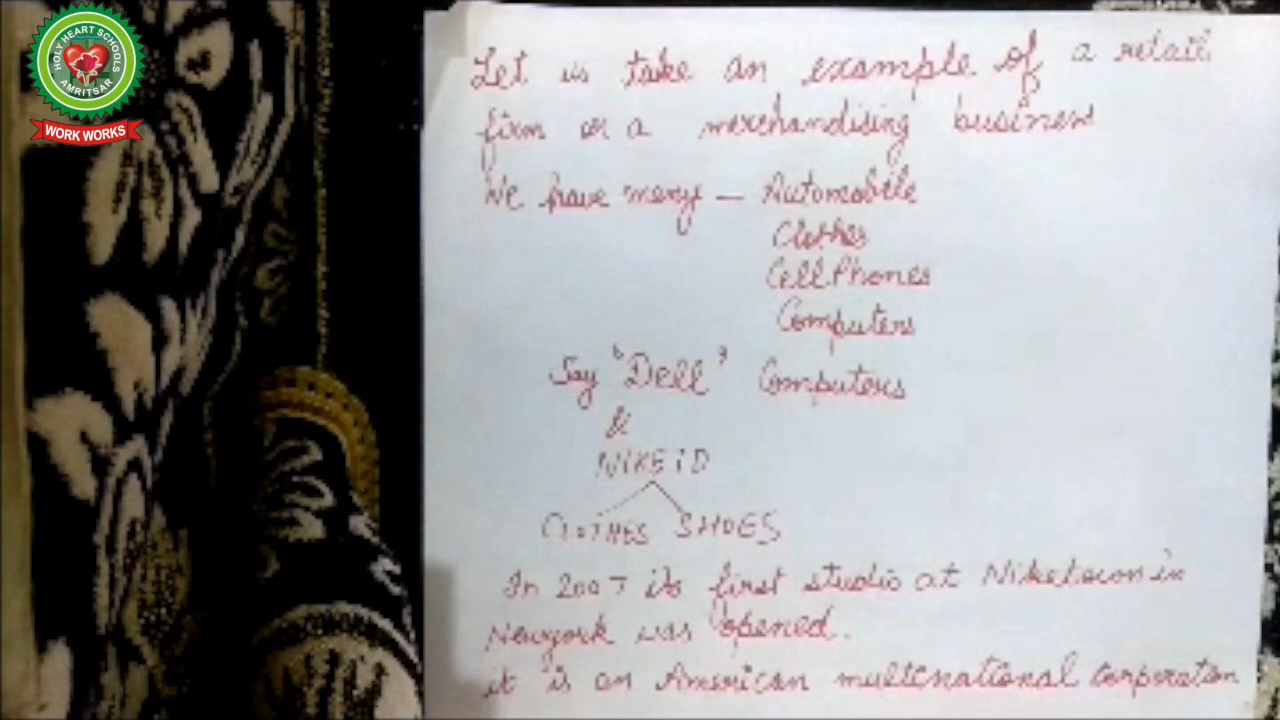 HOLY HEART SCHOOLS
AMRITSAR
WORK WORKS
Let us take an example of a retail
firm or a merchandising business
We have many — Automobile
Clothes
Cell Phones
Computers
Say "Dell" Computers
&
NIKEiD
CLOTHES SHOES
In 2007 its first studio at Niketown in
Newyork was opened.
it is an American multinational corporation